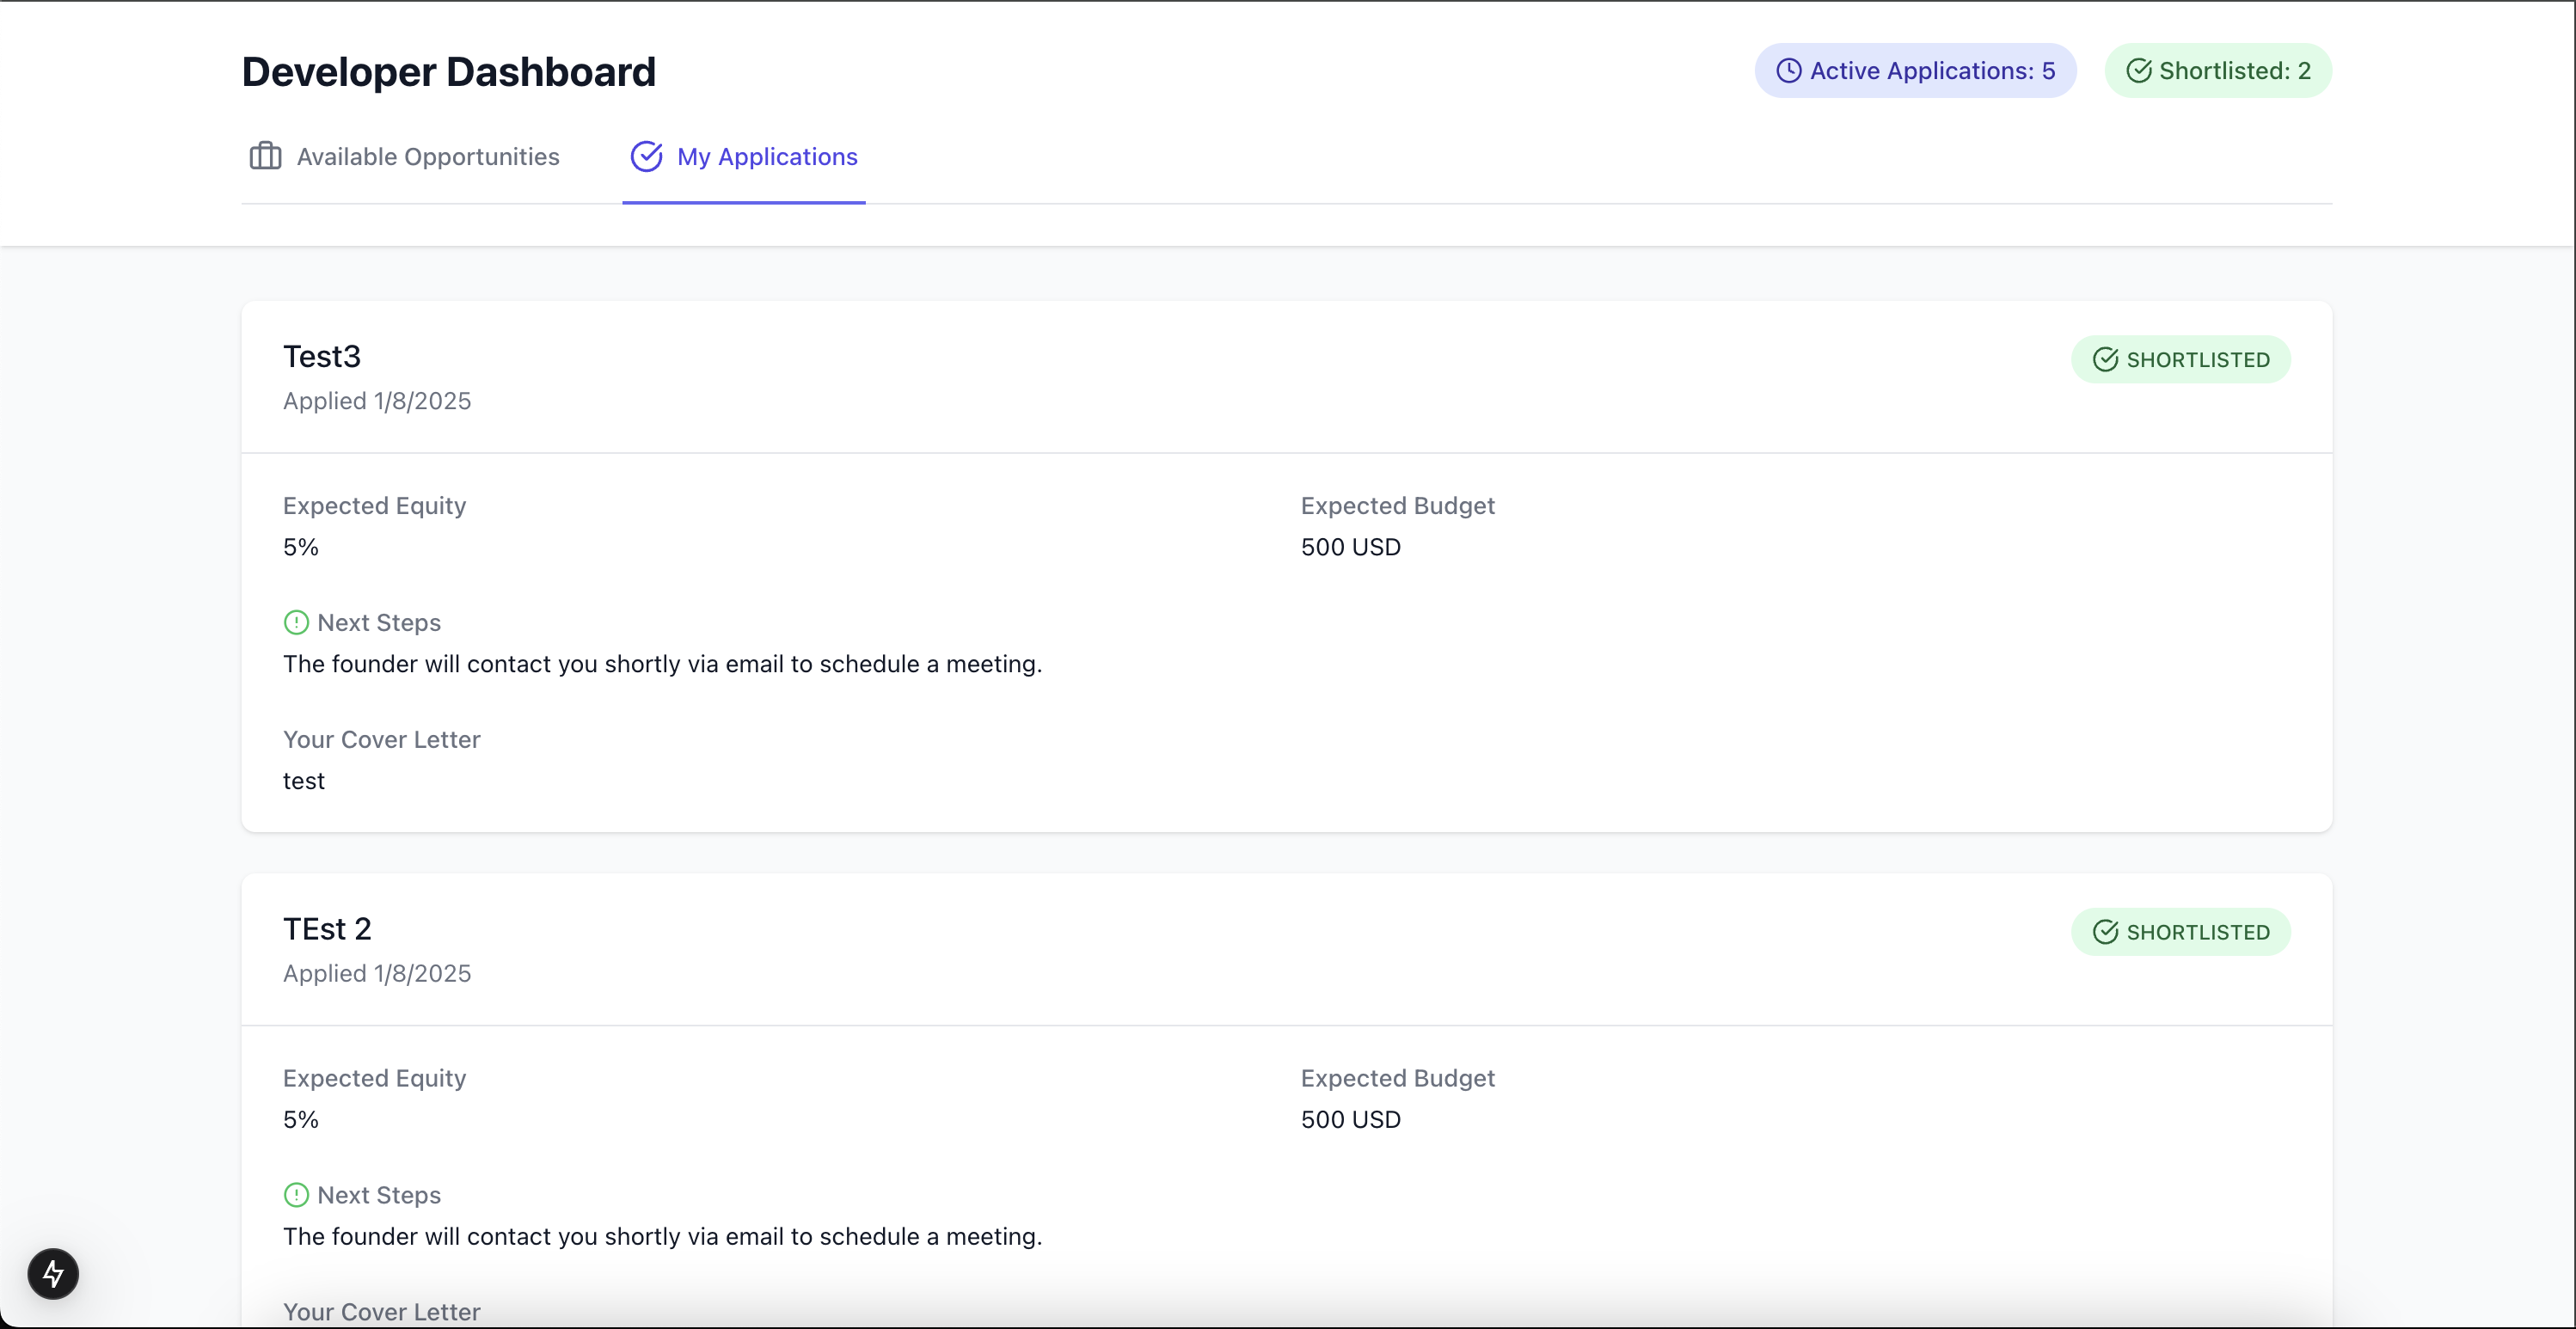 Developer Dashboard
Active Applications: 5
Shortlisted: 2
Available Opportunities
My Applications
Test3
SHORTLISTED
Applied 1/8/2025
Expected Equity
Expected Budget
5%
500 USD
Next Steps
The founder will contact you shortly via email to schedule a meeting.
Your Cover Letter
test
TEst 2
SHORTLISTED
Applied 1/8/2025
Expected Equity
Expected Budget
5%
500 USD
Next Steps
The founder will contact you shortly via email to schedule a meeting.
Your Cover Letter